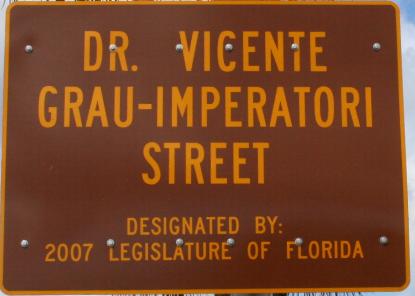 DR. VICENTE
GRAU-IMPERATORI
STREET
DESIGNATED BY:
2007 LEGISLATURE OF FLORIDA